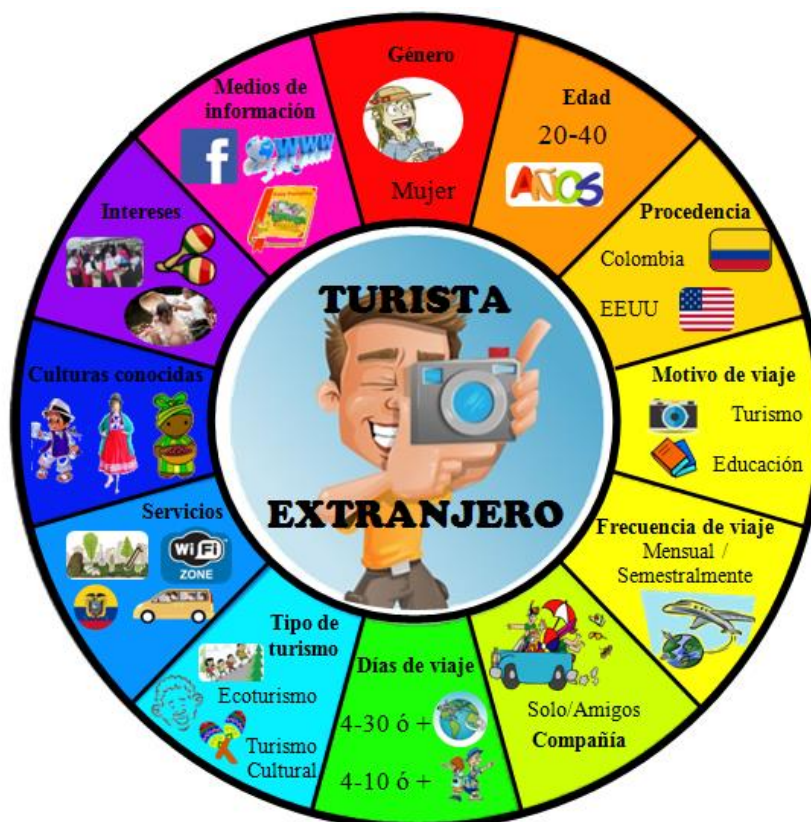 TURISTA
EXTRANJERO
Género
Mujer
Edad
20-40
AÑOS
Procedencia
Colombia
EEUU
Motivo de viaje
Turismo
Educación
Frecuencia de viaje
Mensual /
Semestralmente
Solo/Amigos
Compañía
Días de viaje
4-30 ó +
4-10 ó +
Tipo de
turismo
Ecoturismo
Turismo
Cultural
Servicios
Wi Fi
ZONE
Culturas conocidas
Intereses
Medios de
información
f
WWW